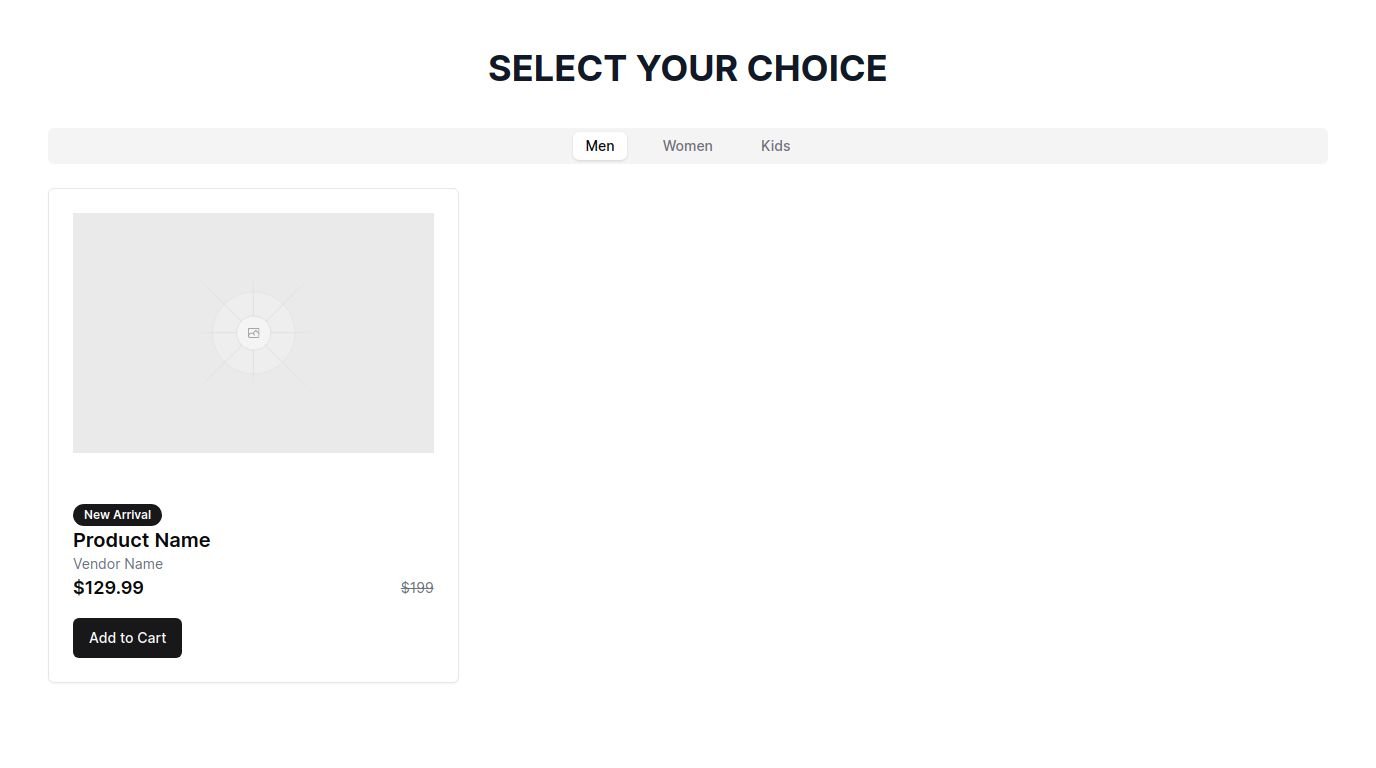 SELECT YOUR CHOICE
Men Women Kids
New Arrival
Product Name
Vendor Name
$129.99 $199
Add to Cart